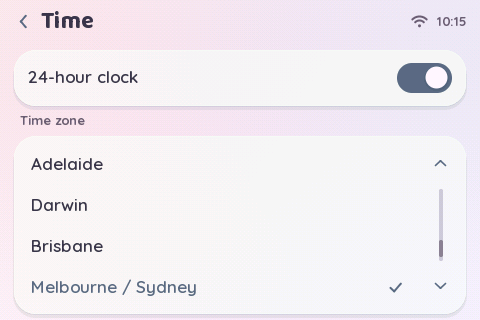 Time
10:15
24-hour clock
Time zone
Adelaide
Darwin
Brisbane
Melbourne / Sydney